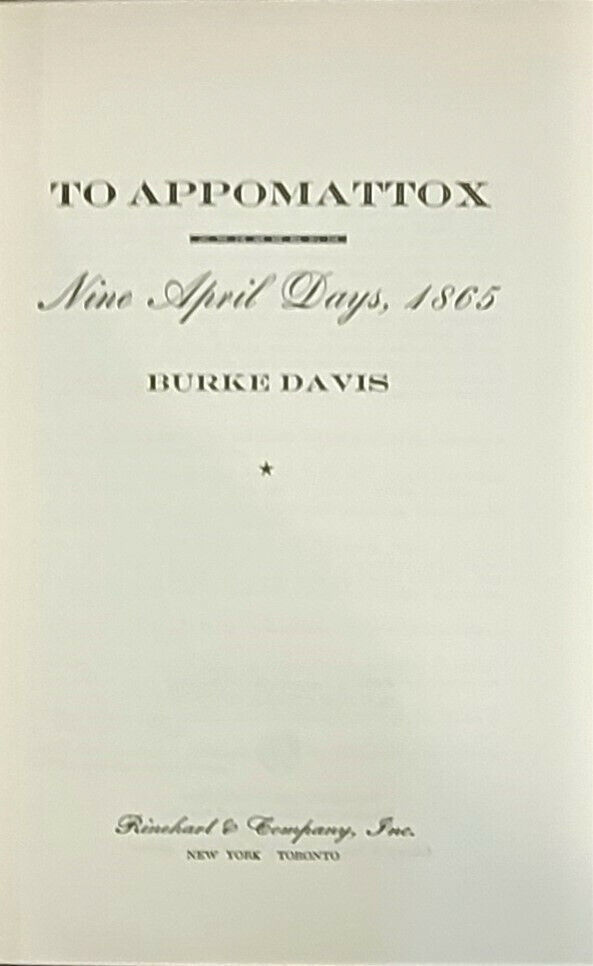 TO APPOMATTOX
Nine April Days, 1865
BURKE DAVIS
Rinehart & Company, Inc.
NEW YORK TORONTO